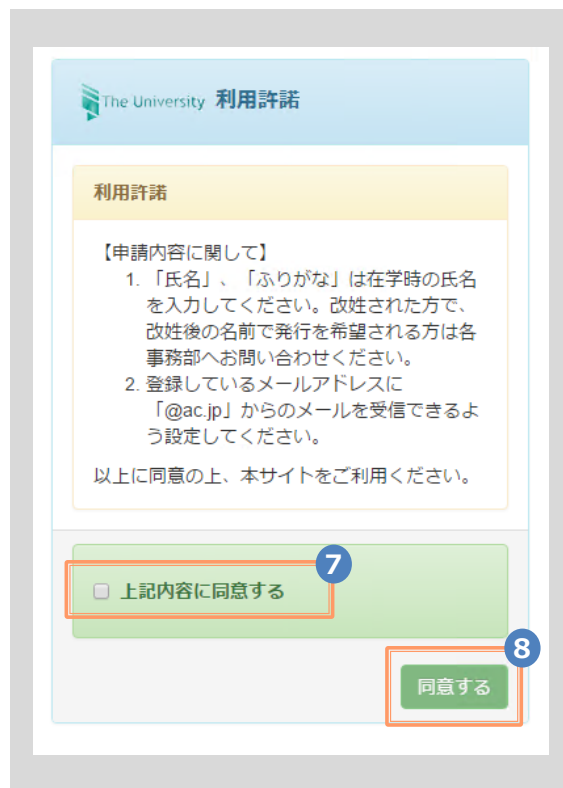 The University 利用許諾
利用許諾
【申請内容に関して】
1. 「氏名」、「ふりがな」は在学時の氏名
を入力してください。改姓された方で、
改姓後の名前で発行を希望される方は各
事務部へお問い合わせください。
2. 登録しているメールアドレスに
「@ac.jp」からのメールを受信できるよ
う設定してください。
以上に同意の上、本サイトをご利用ください。
7
上記内容に同意する
8
同意する